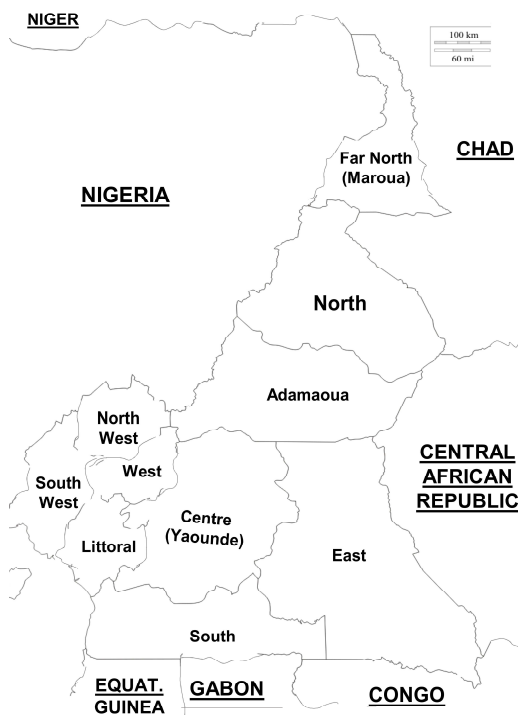 NIGER
100 km
60 mi
CHAD
Far North
(Maroua)
NIGERIA
North
Adamaoua
North
West
West
South
West
CENTRAL
AFRICAN
REPUBLIC
Centre
(Yaounde)
Littoral
East
South
EQUAT.
GUINEA
GABON
CONGO